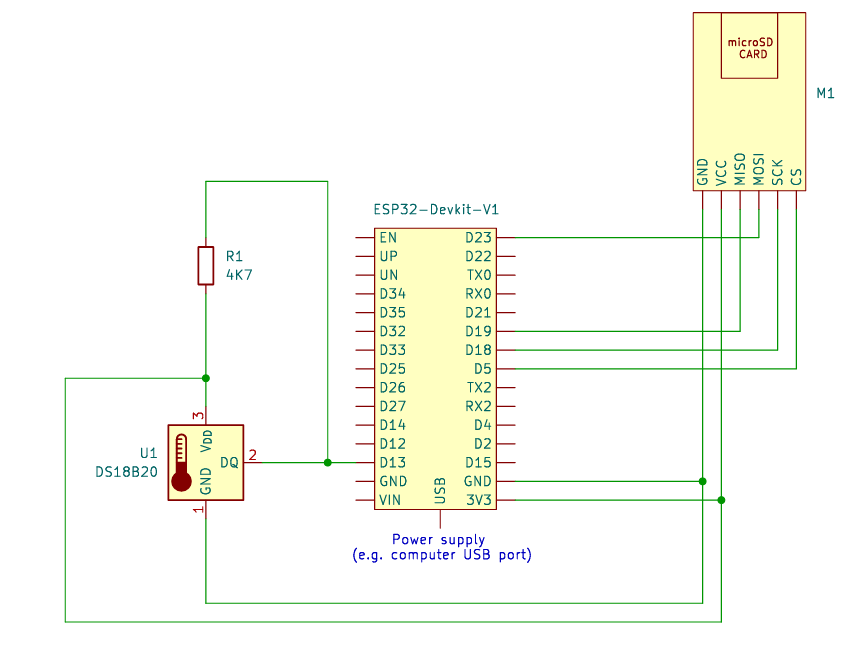 microSD
CARD
M1
GND
VCC
MISO
MOSI
SCK
CS
ESP32-Devkit-V1
R1
4K7
EN
UP
UN
D34
D35
D32
D33
D25
D26
D27
D14
D12
D13
GND
VIN
D23
D22
TX0
RX0
D21
D19
D18
D5
TX2
RX2
D4
D2
D15
GND
3V3
USB
U1
DS18B20
3
VDD
DQ
2
GND
1
Power supply
(e.g. computer USB port)